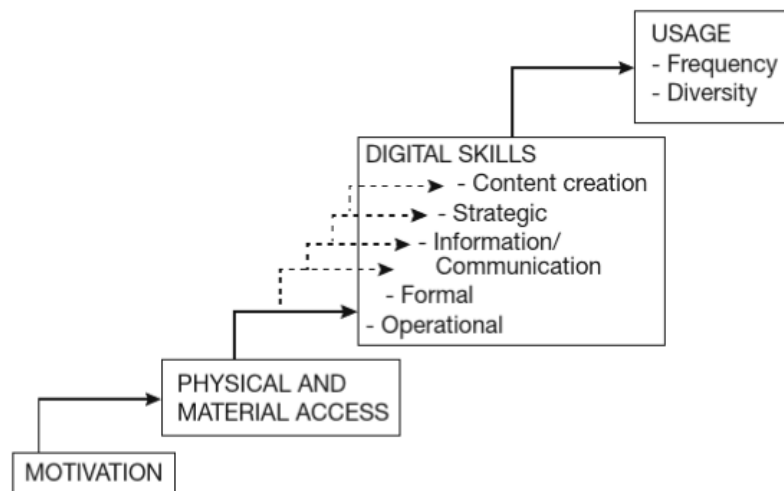 USAGE
- Frequency
- Diversity
DIGITAL SKILLS
- Content creation
- Strategic
- Information/
Communication
- Formal
- Operational
PHYSICAL AND
MATERIAL ACCESS
MOTIVATION